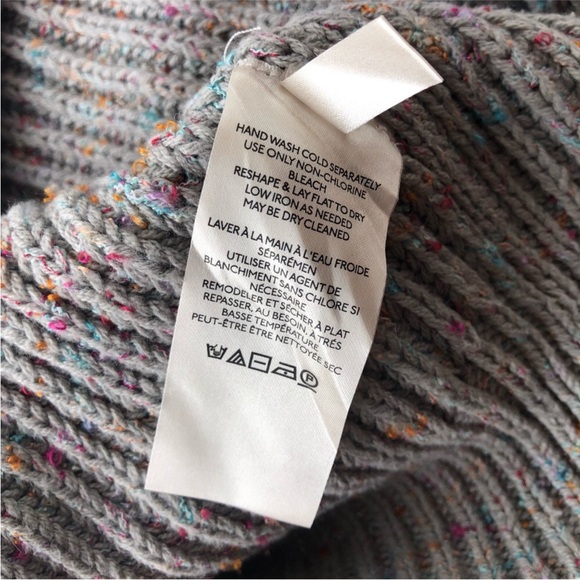 HAND WASH COLD SEPARATELY
USE ONLY NON-CHLORINE
BLEACH
RESHAPE & LAY FLAT TO DRY
LOW IRON AS NEEDED
MAY BE DRY CLEANED
LAVER À LA MAIN À L'EAU FROIDE
SÉPARÉMEN
UTILISER UN AGENT DE
BLANCHIMENT SANS CHLORE SI
NÉCESSAIRE
REMODELER ET SÉCHER À PLAT
REPASSER, AU BESOIN, À TRÉS
BASSE TEMPÉRATURE
PEUT-ÊTRE ÊTRE NETTOYÉE SEC
P